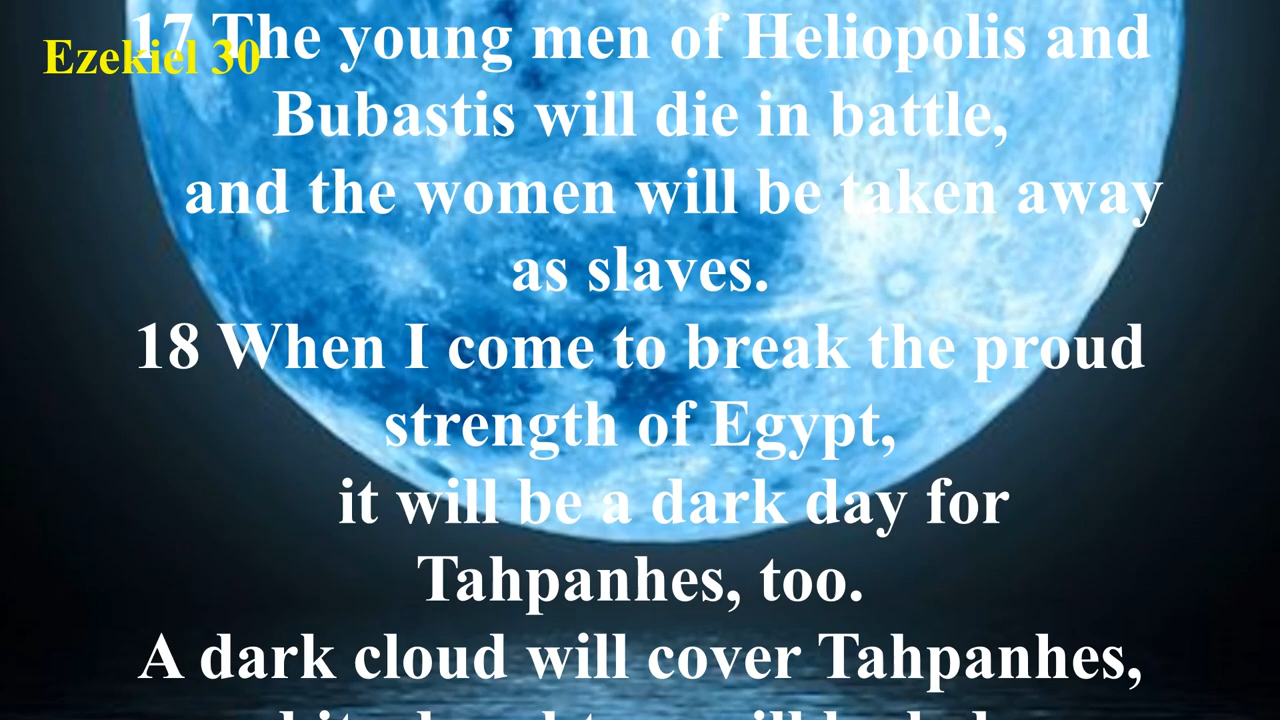 Ezekiel 30
17 The young men of Heliopolis and
Bubastis will die in battle,
and the women will be taken away
as slaves.
18 When I come to break the proud
strength of Egypt,
it will be a dark day for
Tahpanhes, too.
A dark cloud will cover Tahpanhes,